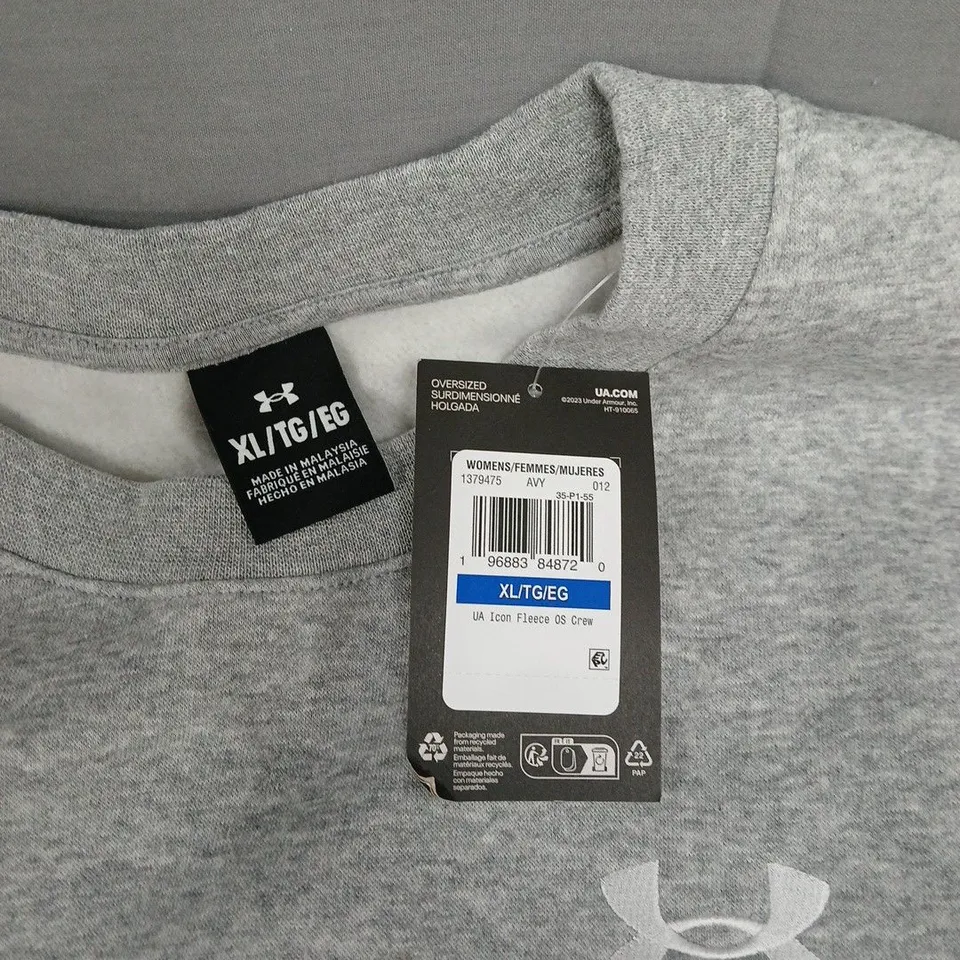 XL/TG/EG
MADE IN MALAYSIA
FABRIQUÉ EN MALAISIE
HECHO EN MALASIA
OVERSIZED
SURDIMENSIONNÉ
HOLGADA
UA.COM
©2023 Under Armour, Inc.
HT-910065
WOMENS/FEMMES/MUJERES
1379475 AVY 012
35-P1-55
1 96883 84872 0
XL/TG/EG
UA Icon Fleece OS Crew
Packaging made
from recycled
materials.
Emballage fait de
matériaux recyclés.
Empaque hecho
con materiales
separados.
22
PAP